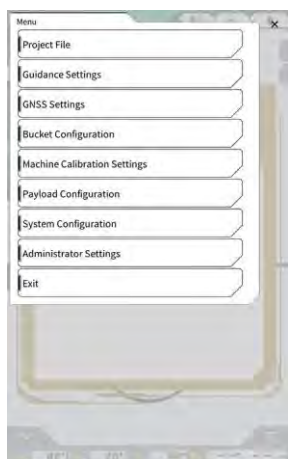 Menu
Project File
Guidance Settings
GNSS Settings
Bucket Configuration
Machine Calibration Settings
Payload Configuration
System Configuration
Administrator Settings
Exit